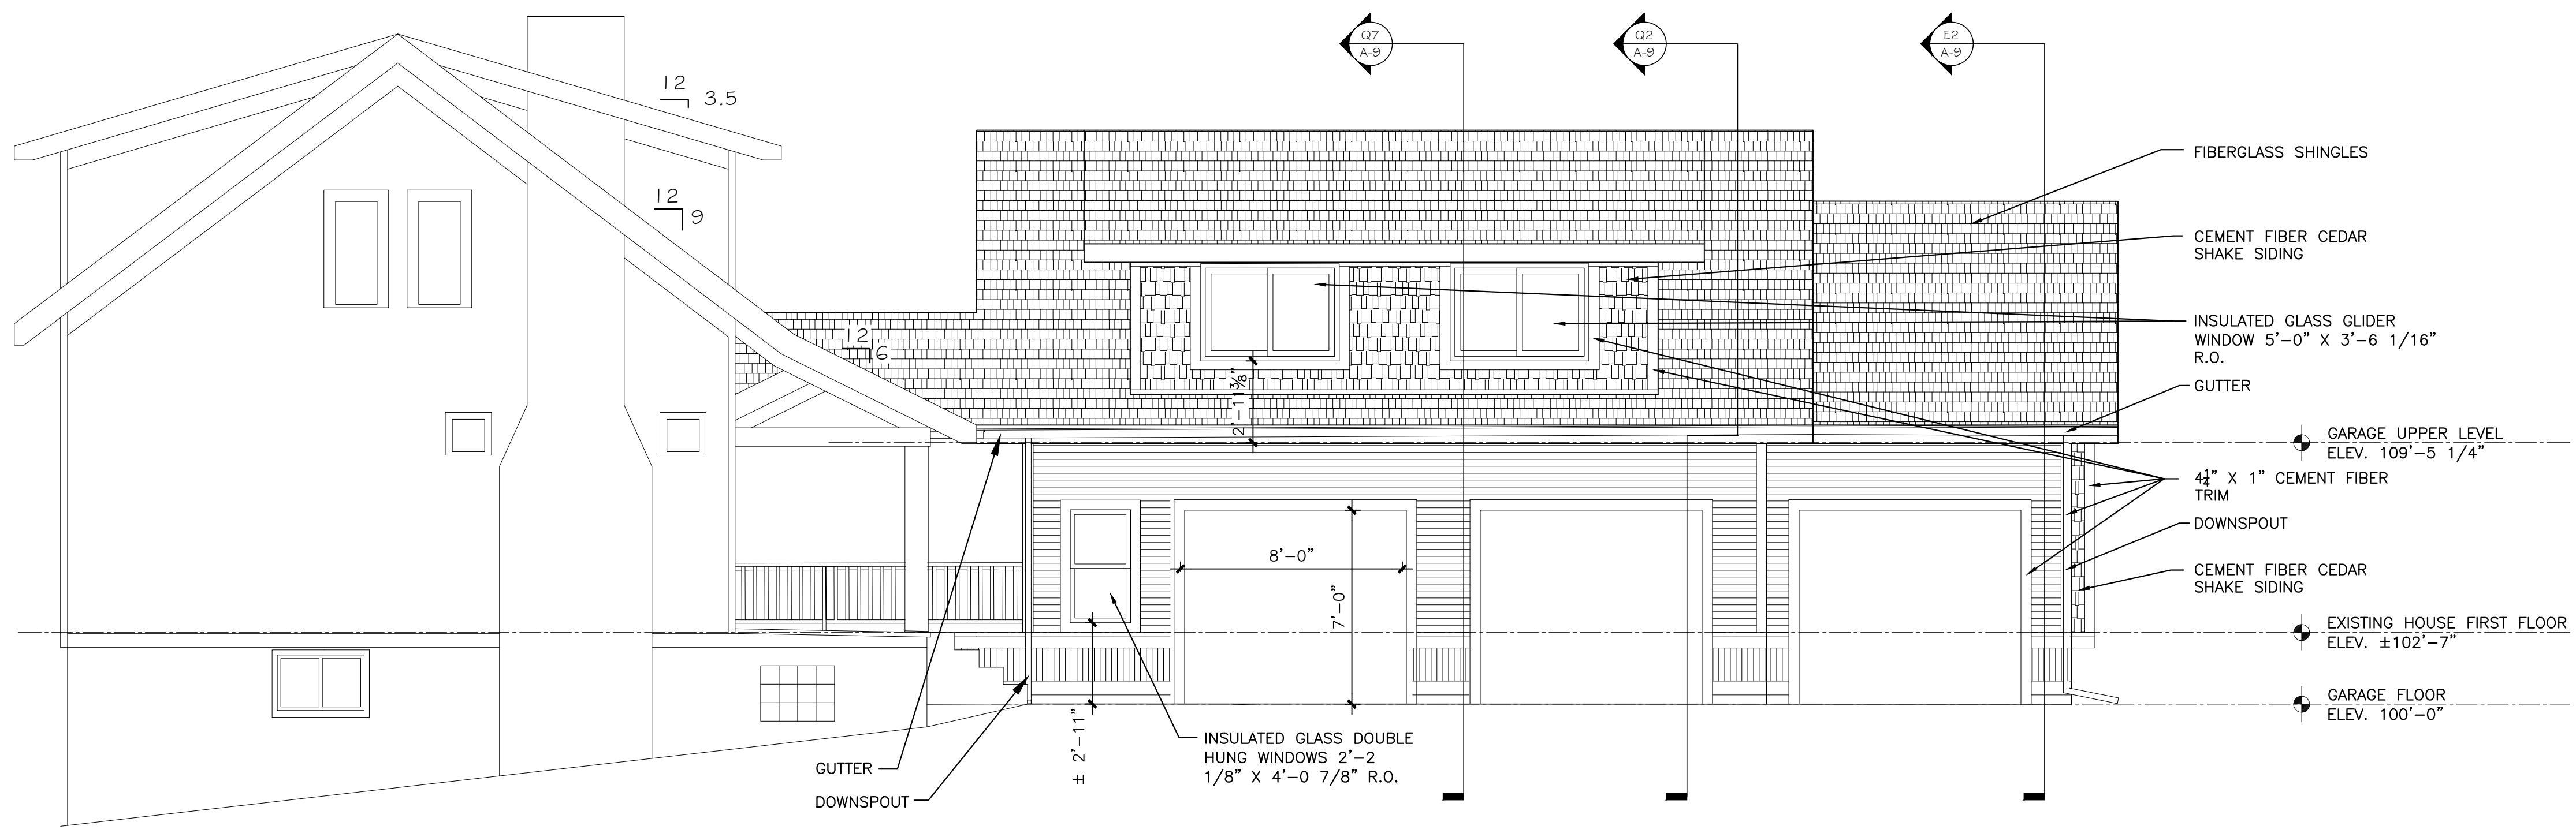 Q7
A-9
Q2
A-9
E2
A-9
12
3.5
12
9
12
6
FIBERGLASS SHINGLES
CEMENT FIBER CEDAR
SHAKE SIDING
INSULATED GLASS GLIDER
WINDOW 5'-0" X 3'-6 1/16"
R.O.
GUTTER
2'-11⅜"
GARAGE UPPER LEVEL
ELEV. 109'-5 1/4"
4¼" X 1" CEMENT FIBER
TRIM
DOWNSPOUT
8'-0"
7'-0"
CEMENT FIBER CEDAR
SHAKE SIDING
EXISTING HOUSE FIRST FLOOR
ELEV. ±102'-7"
GARAGE FLOOR
ELEV. 100'-0"
± 2'-11"
INSULATED GLASS DOUBLE
HUNG WINDOWS 2'-2
1/8" X 4'-0 7/8" R.O.
GUTTER
DOWNSPOUT